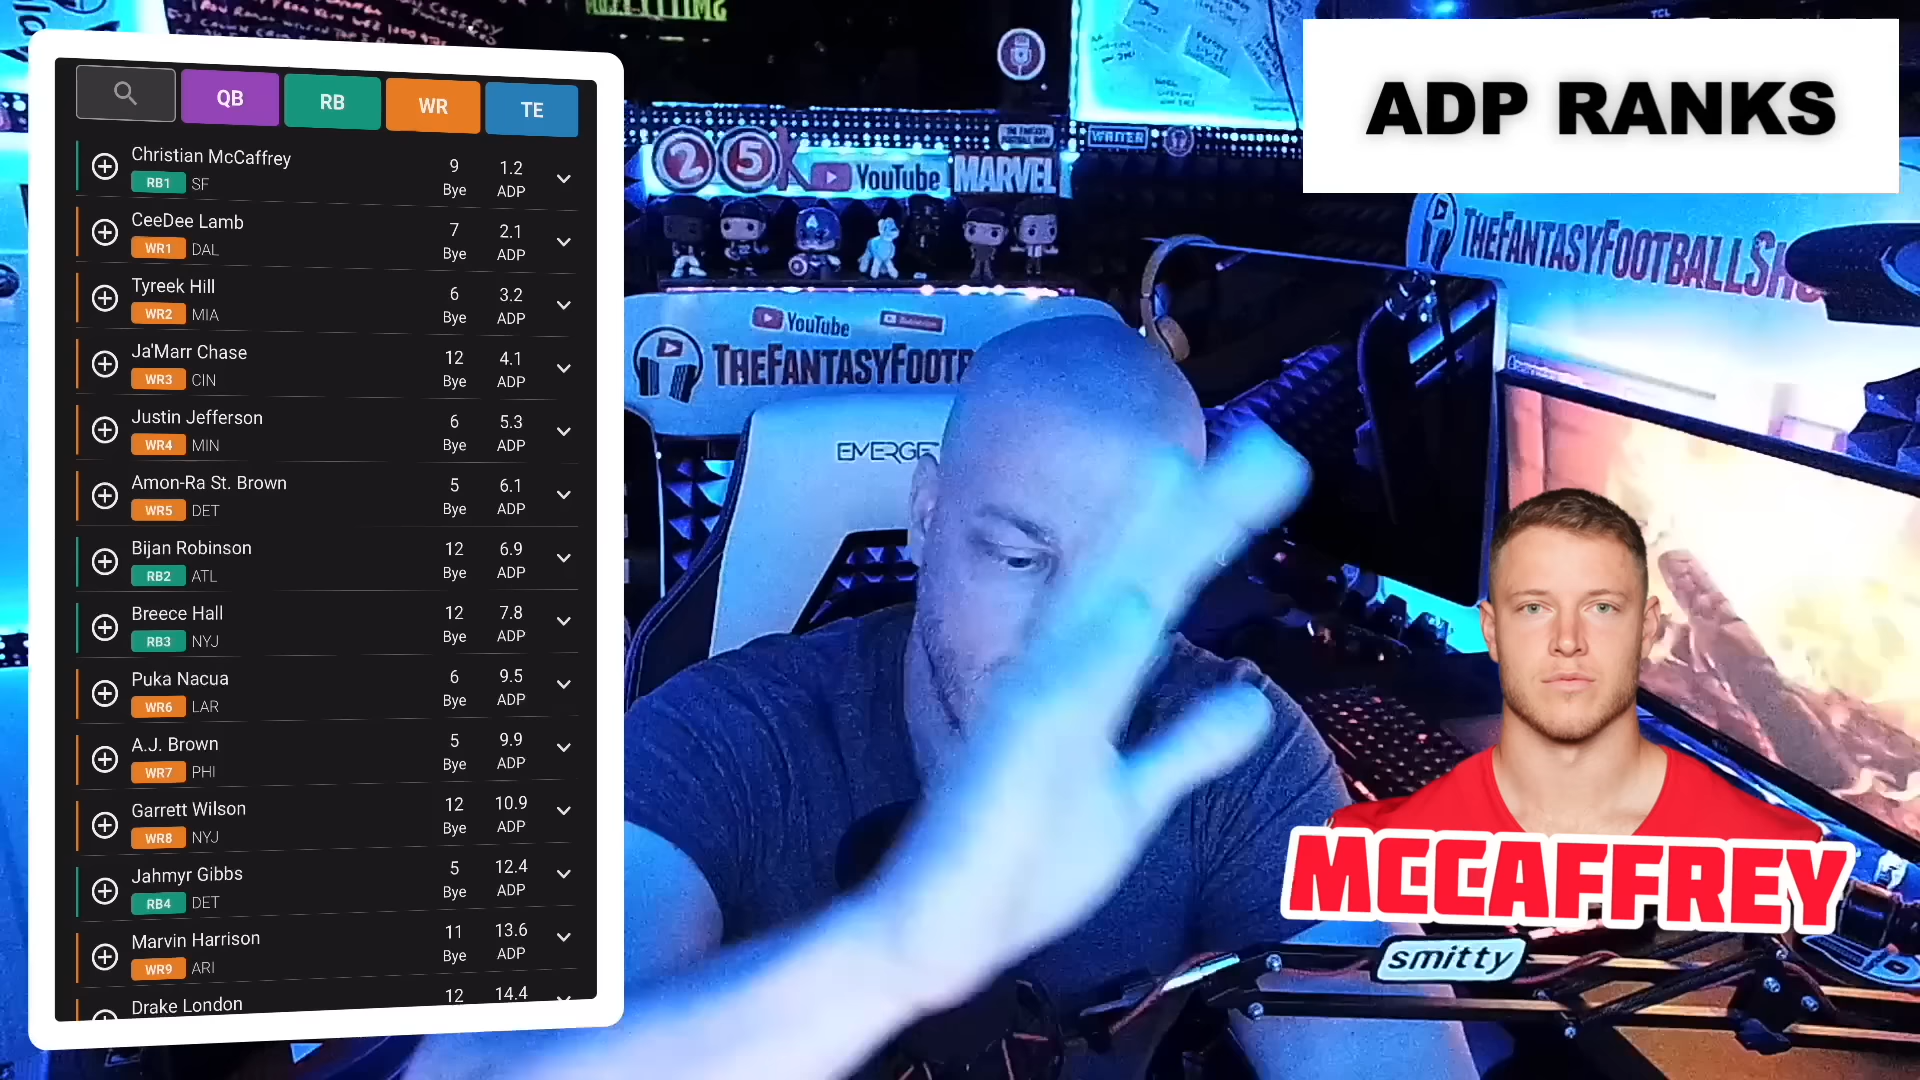 ADP RANKS
QB
RB
WR
TE
Christian McCaffrey
RB1 SF
9 Bye
1.2 ADP
CeeDee Lamb
WR1 DAL
7 Bye
2.1 ADP
Tyreek Hill
WR2 MIA
6 Bye
3.2 ADP
Ja'Marr Chase
WR3 CIN
12 Bye
4.1 ADP
Justin Jefferson
WR4 MIN
6 Bye
5.3 ADP
Amon-Ra St. Brown
WR5 DET
5 Bye
6.1 ADP
Bijan Robinson
RB2 ATL
12 Bye
6.9 ADP
Breece Hall
RB3 NYJ
12 Bye
7.8 ADP
Puka Nacua
WR6 LAR
6 Bye
9.5 ADP
A.J. Brown
WR7 PHI
5 Bye
9.9 ADP
Garrett Wilson
WR8 NYJ
12 Bye
10.9 ADP
Jahmyr Gibbs
RB4 DET
5 Bye
12.4 ADP
Marvin Harrison
WR9 ARI
11 Bye
13.6 ADP
Drake London
12
14.4
25K
YouTube
MARVEL
WRITER
YouTube
THEFANTASYFOOTB
EMERGE
THEFANTASYFOOTBALLSHO
TCL
MCCAFFREY
smitty